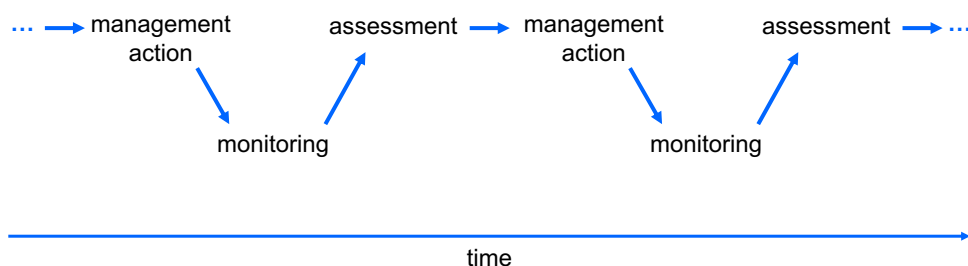 ... management action assessment management action assessment ...
monitoring monitoring
time